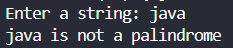 Enter a string: java
java is not a palindrome